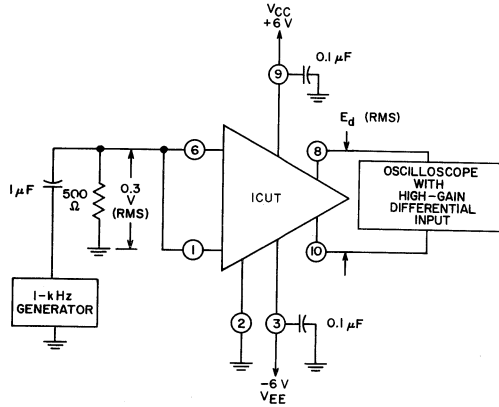 VCC
+6 V
0.1 µF
9
Ed (RMS)
6
8
1 µF
500
Ω
0.3
V
(RMS)
ICUT
OSCILLOSCOPE
WITH
HIGH-GAIN
DIFFERENTIAL
INPUT
1
10
1-kHz
GENERATOR
2
3
0.1 µF
-6 V
VEE